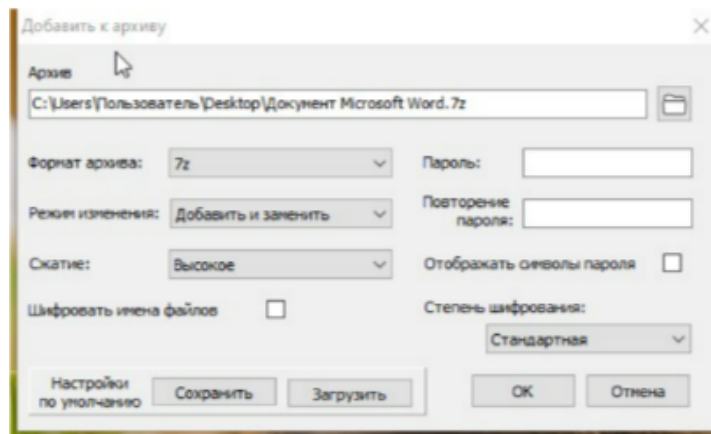 Добавить к архиву
Архив
C:\Users\Пользователь\Desktop\Документ Microsoft Word.7z
Формат архива: 7z
Пароль:
Режим изменения: Добавить и заменить
Повторение
пароля:
Сжатие: Высокое
Отображать символы пароля
Шифровать имена файлов
Степень шифрования:
Стандартная
Настройки
по умолчанию
Сохранить
Загрузить
OK
Отмена